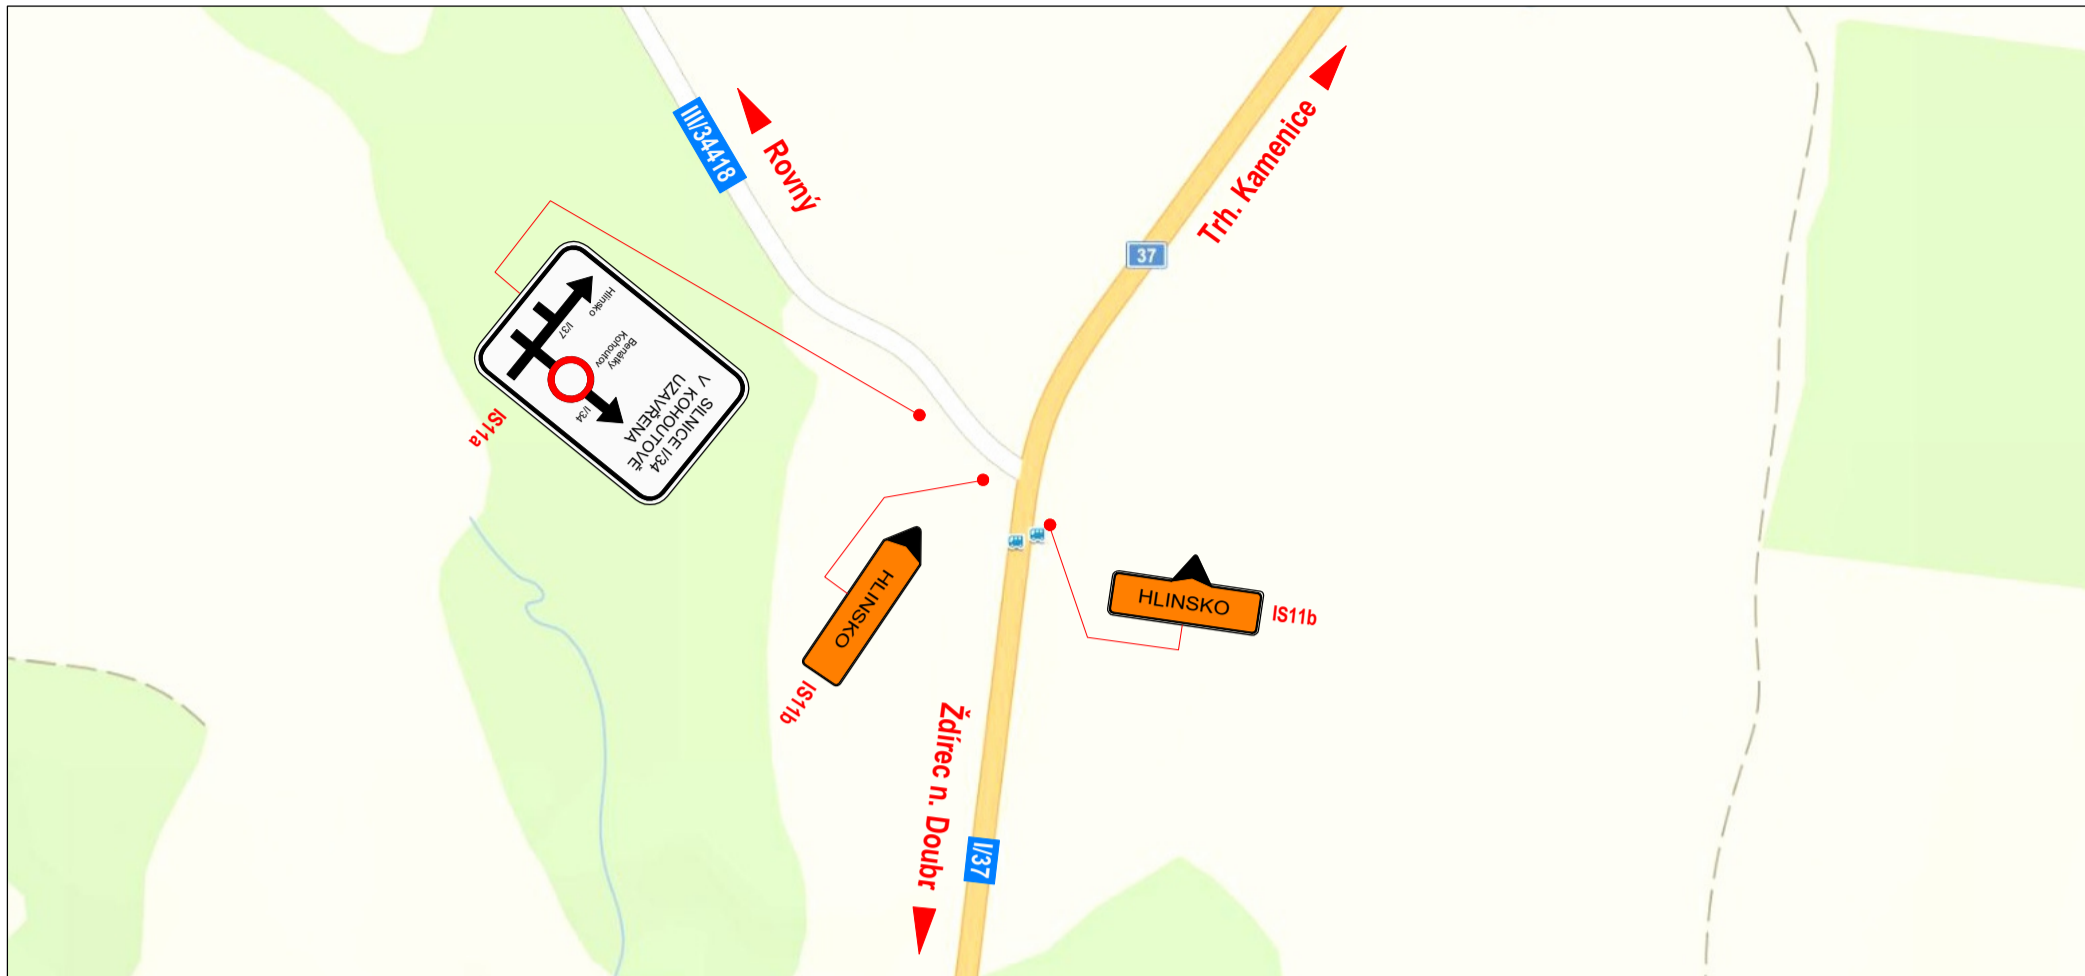 III/34418
Rovný
Trh. Kamenice
37
Hlinsko
I/37
Benátky
Kohoutov
I/34
SILNICE I/34
V KOHOUTOVĚ
UZAVŘENA
IS11a
HLINSKO
IS11b
HLINSKO
IS11b
Ždírec n. Doubr
I/37